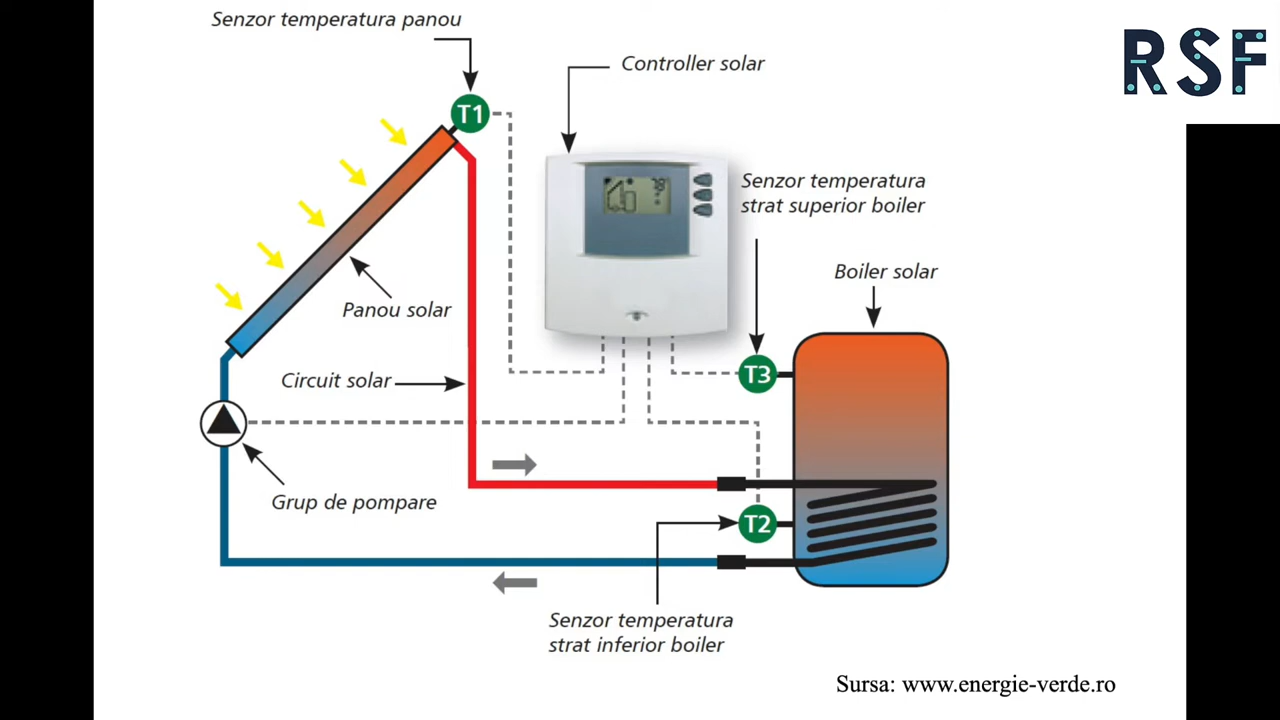 Senzor temperatura panou
RSF
Controller solar
T1
Senzor temperatura
strat superior boiler
Boiler solar
Panou solar
T3
Circuit solar
Grup de pompare
T2
Senzor temperatura
strat inferior boiler
Sursa: www.energie-verde.ro